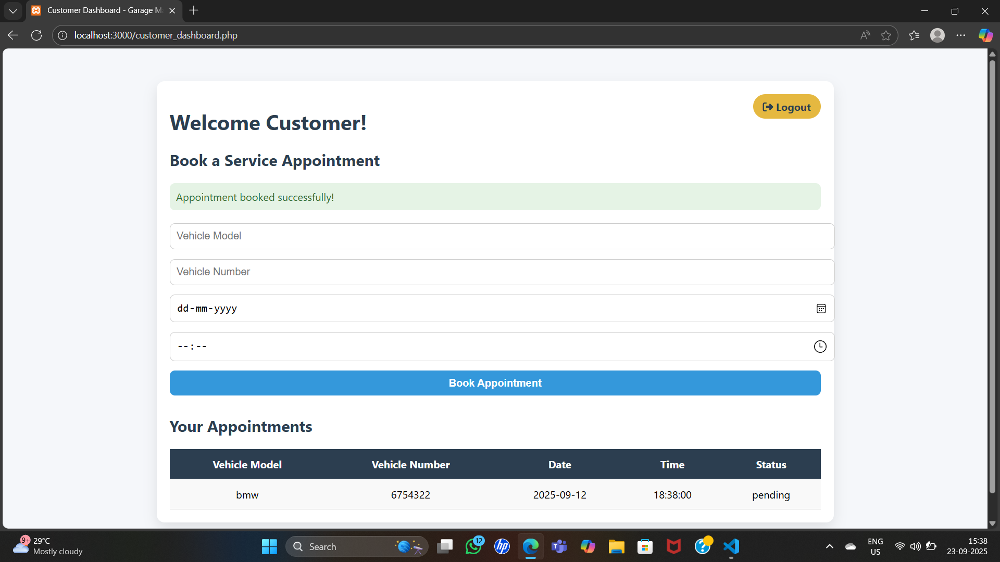 Customer Dashboard - Garage M
localhost:3000/customer_dashboard.php
Logout
Welcome Customer!
Book a Service Appointment
Appointment booked successfully!
Vehicle Model
Vehicle Number
dd-mm-yyyy
--:--
Book Appointment
Your Appointments
Vehicle Model Vehicle Number Date Time Status
bmw 6754322 2025-09-12 18:38:00 pending
9+
29°C
Mostly cloudy
Search
12
hp
ENG
US
15:38
23-09-2025